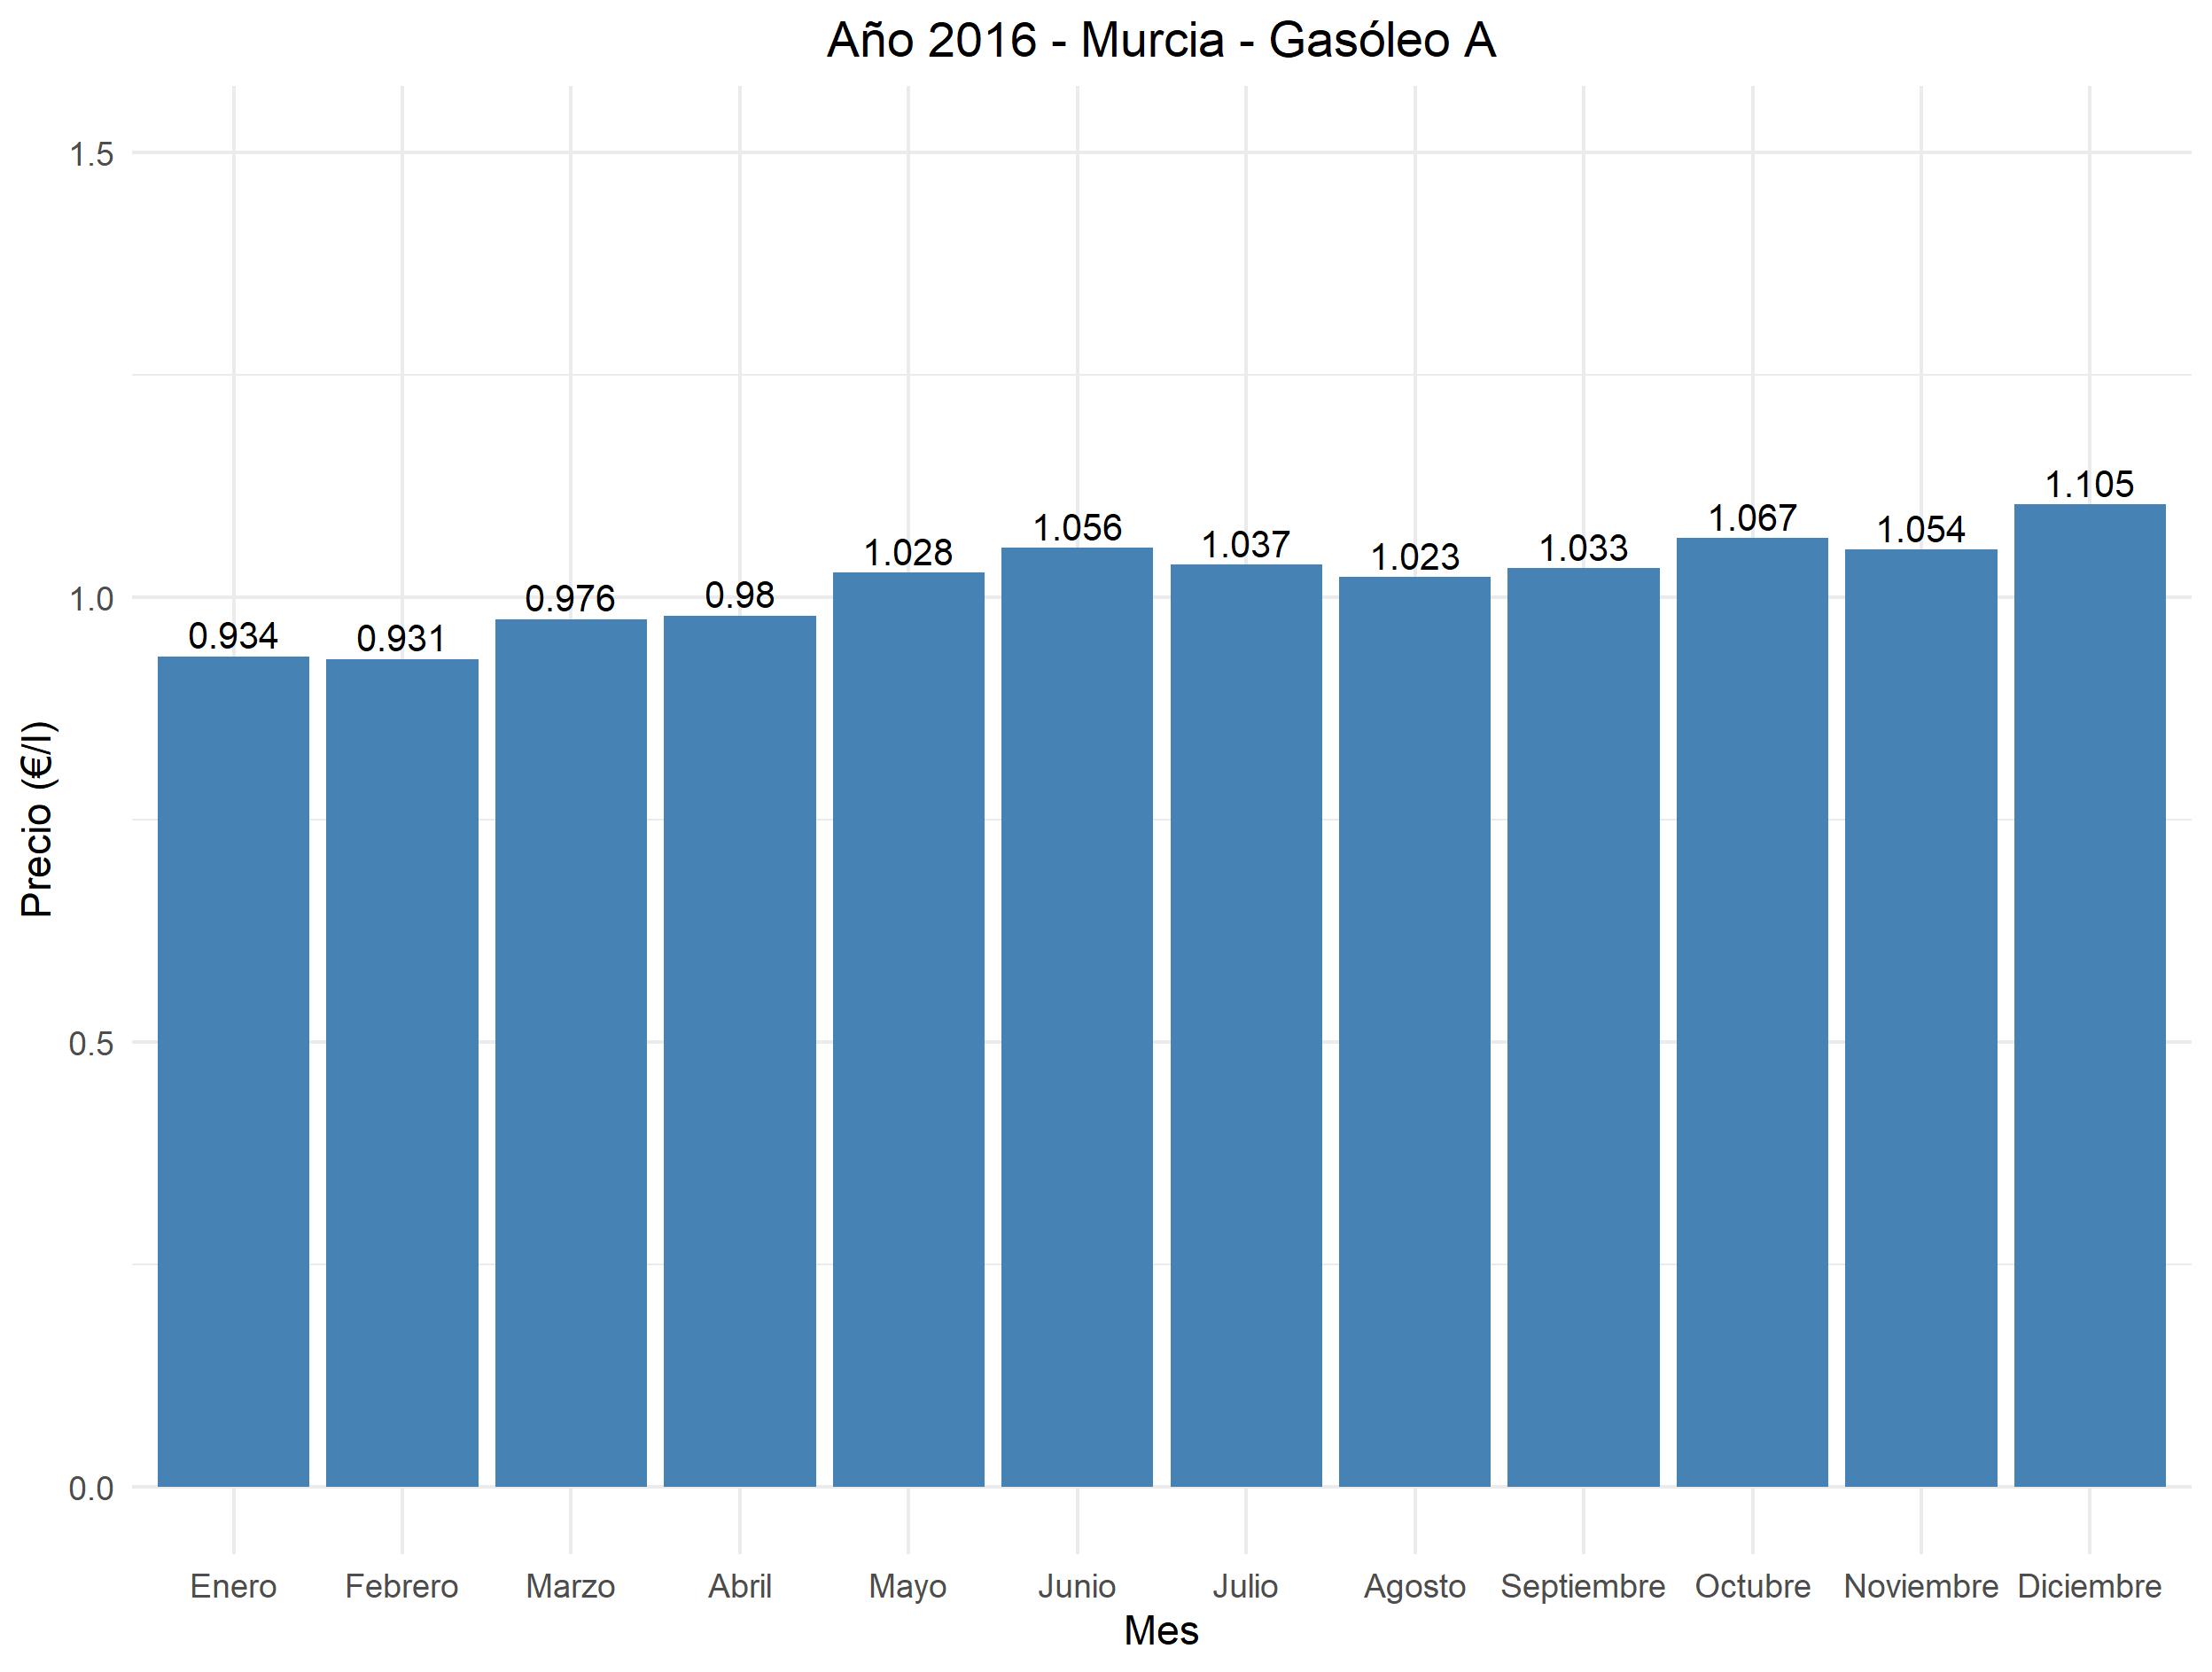 Año 2016 - Murcia - Gasóleo A
1.5
1.0
0.5
0.0
Precio (€/l)
0.934
0.931
0.976
0.98
1.028
1.056
1.037
1.023
1.033
1.067
1.054
1.105
Enero
Febrero
Marzo
Abril
Mayo
Junio
Julio
Agosto
Septiembre
Octubre
Noviembre
Diciembre
Mes